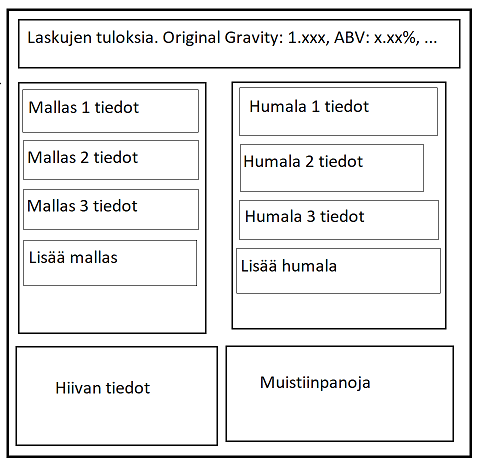 Laskujen tuloksia. Original Gravity: 1.xxx, ABV: x.xx%, ...
Mallas 1 tiedot
Mallas 2 tiedot
Mallas 3 tiedot
Lisää mallas
Humala 1 tiedot
Humala 2 tiedot
Humala 3 tiedot
Lisää humala
Hiivan tiedot
Muistiinpanoja